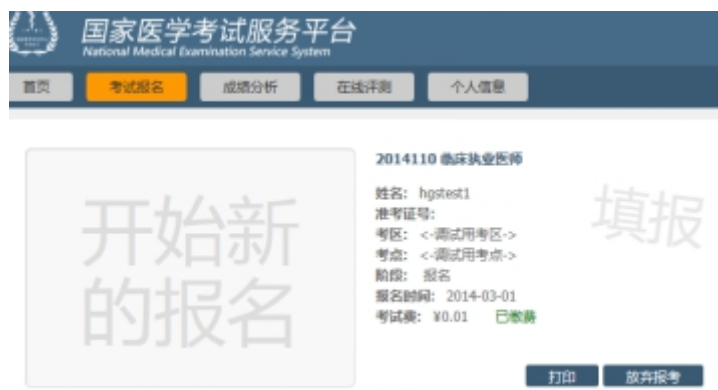 国家医学考试服务平台
National Medical Examination Service System
首页 考试报名 成绩分析 在线评测 个人信息
开始新
的报名
2014110 临床执业医师
姓名: hgstest1
准考证号:
考区: <-调试用考区->
考点: <-调试用考点->
阶段: 报名
报名时间: 2014-03-01
考试费: ¥0.01 已缴费
填报
打印 放弃报考